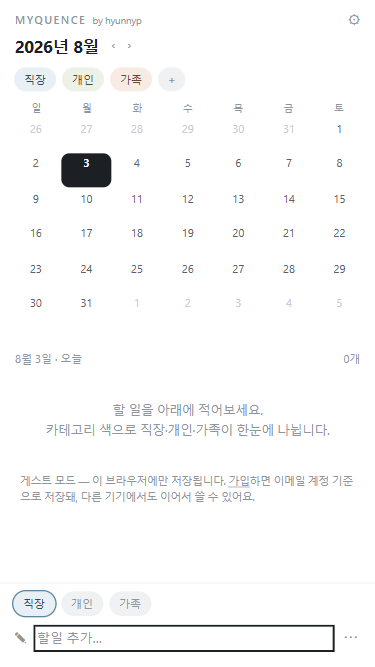 MYQUENCE by hyunnyp
2026년 8월 ‹ ›
직장 개인 가족 +
일 월 화 수 목 금 토
26 27 28 29 30 31 1
2 3 4 5 6 7 8
9 10 11 12 13 14 15
16 17 18 19 20 21 22
23 24 25 26 27 28 29
30 31 1 2 3 4 5
8월 3일 · 오늘 0개
할 일을 아래에 적어보세요.
카테고리 색으로 직장·개인·가족이 한눈에 나뉩니다.
게스트 모드 — 이 브라우저에만 저장됩니다. 가입하면 이메일 계정 기준
으로 저장돼, 다른 기기에서도 이어서 쓸 수 있어요.
직장 개인 가족
할일 추가... ···